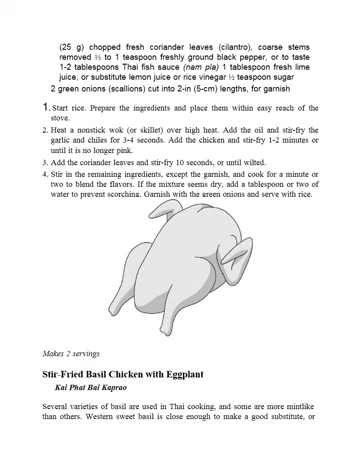 (25 g) chopped fresh coriander leaves (cilantro), coarse stems
removed ½ to 1 teaspoon freshly ground black pepper, or to taste
1-2 tablespoons Thai fish sauce (nam pla) 1 tablespoon fresh lime
juice, or substitute lemon juice or rice vinegar ½ teaspoon sugar
2 green onions (scallions) cut into 2-in (5-cm) lengths, for garnish
1. Start rice. Prepare the ingredients and place them within easy reach of the
stove.
2. Heat a nonstick wok (or skillet) over high heat. Add the oil and stir-fry the
garlic and chiles for 3-4 seconds. Add the chicken and stir-fry 1-2 minutes or
until it is no longer pink.
3. Add the coriander leaves and stir-fry 10 seconds, or until wilted.
4. Stir in the remaining ingredients, except the garnish, and cook for a minute or
two to blend the flavors. If the mixture seems dry, add a tablespoon or two of
water to prevent scorching. Garnish with the green onions and serve with rice.
Makes 2 servings
Stir-Fried Basil Chicken with Eggplant
Kai Phat Bai Kaprao
Several varieties of basil are used in Thai cooking, and some are more mintlike
than others. Western sweet basil is close enough to make a good substitute, or